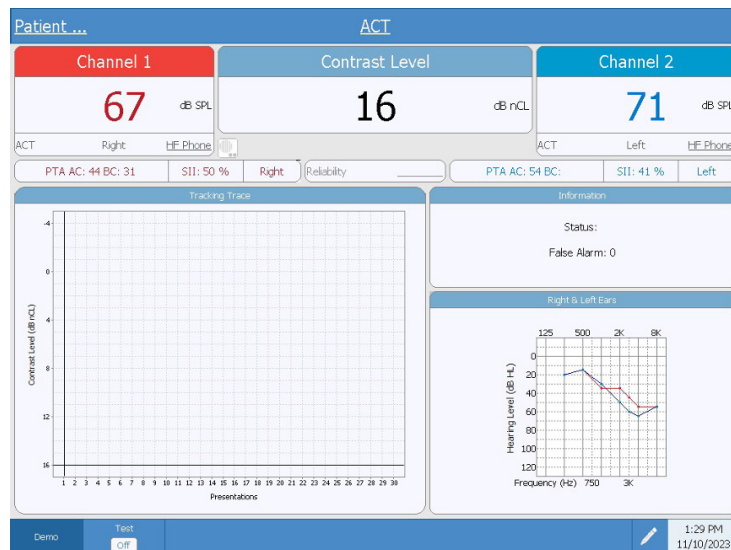 Patient ... ACT
Channel 1 Contrast Level Channel 2
67 dB SPL 16 dB nCL 71 dB SPL
ACT Right HF Phone ACT Left HF Phone
PTA AC: 44 BC: 31 SII: 50 % Right Reliability PTA AC: 54 BC: SII: 41 % Left
Tracking Trace
Contrast Level (dB nCL)
-4
0
4
8
12
16
1 2 3 4 5 6 7 8 9 10 11 12 13 14 15 16 17 18 19 20 21 22 23 24 25 26 27 28 29 30
Presentations
Information
Status:
False Alarm: 0
Right & Left Ears
125 500 2K 8K
Hearing Level (dB HL)
0
20
40
60
80
100
120
Frequency (Hz) 750 3K
Demo Test Off 1:29 PM
11/10/2023